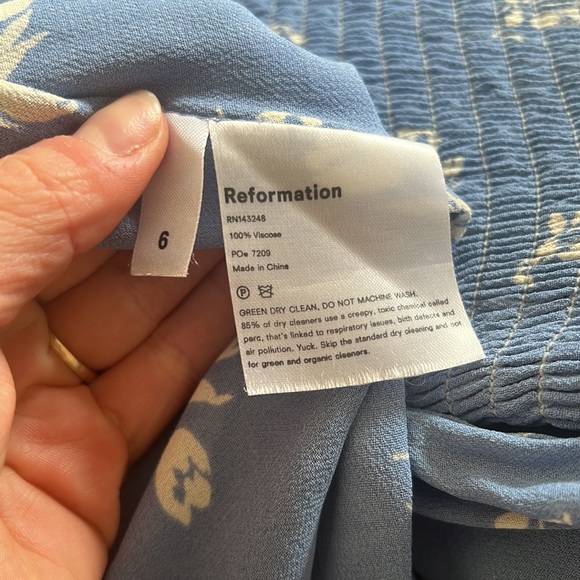 6
Reformation
RN143248
100% Viscose
POe 7209
Made in China
P
GREEN DRY CLEAN, DO NOT MACHINE WASH.
85% of dry cleaners use a creepy, toxic chemical called
perc, that's linked to respiratory issues, birth defects and
air pollution. Yuck. Skip the standard dry cleaning and opt
for green and organic cleaners.